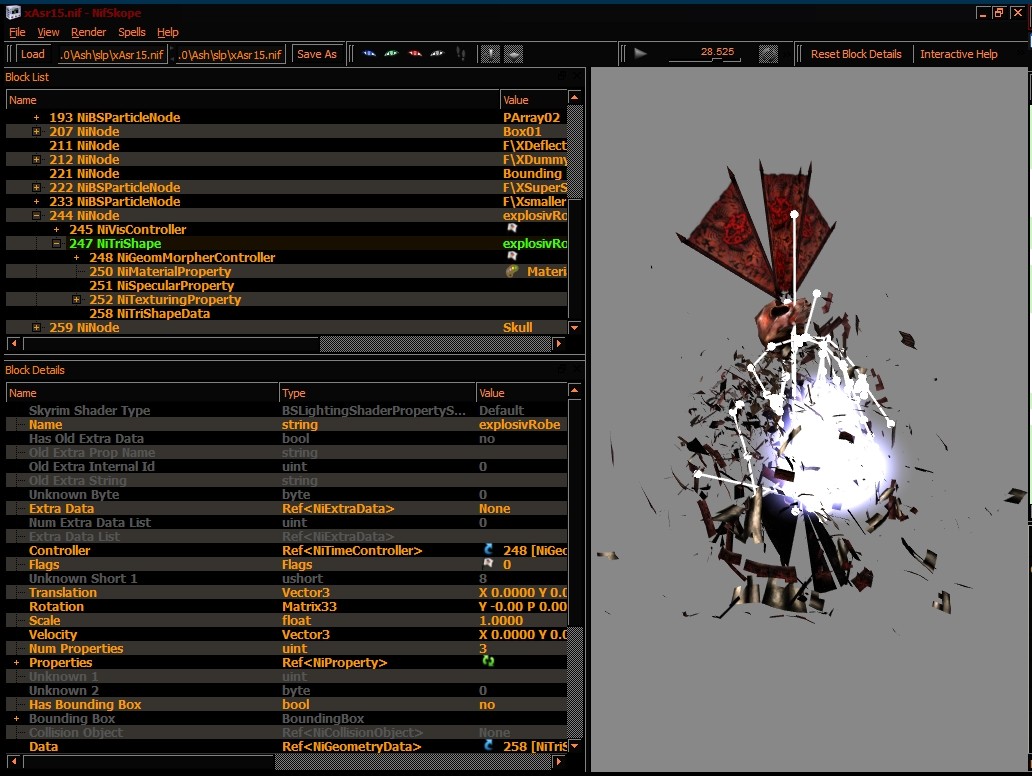 xAsr15.nif - NifSkope
File View Render Spells Help
Load .0\Ash\slp\xAsr15.nif .0\Ash\slp\xAsr15.nif Save As 28.525 Reset Block Details Interactive Help
Block List
Name Value
193 NiBSParticleNode PArray02
207 NiNode Box01
211 NiNode F\XDeflect
212 NiNode F\XDummy
221 NiNode Bounding
222 NiBSParticleNode F\XSuperS
233 NiBSParticleNode F\Xsmaller
244 NiNode explosivRo
245 NiVisController
247 NiTriShape explosivRo
248 NiGeomMorpherController
250 NiMaterialProperty Materi
251 NiSpecularProperty
252 NiTexturingProperty
258 NiTriShapeData
259 NiNode Skull
Block Details
Name Type Value
Skyrim Shader Type BSLightingShaderPropertyS... Default
Name string explosivRobe
Has Old Extra Data bool no
Old Extra Prop Name string
Old Extra Internal Id uint 0
Old Extra String string
Unknown Byte byte 0
Extra Data Ref<NiExtraData> None
Num Extra Data List uint 0
Extra Data List Ref<NiExtraData>
Controller Ref<NiTimeController> 248 [NiGeo
Flags Flags 0
Unknown Short 1 ushort 8
Translation Vector3 X 0.0000 Y 0.0
Rotation Matrix33 Y -0.00 P 0.00
Scale float 1.0000
Velocity Vector3 X 0.0000 Y 0.0
Num Properties uint 3
Properties Ref<NiProperty>
Unknown 1 uint
Unknown 2 byte 0
Has Bounding Box bool no
Bounding Box BoundingBox
Collision Object Ref<NiCollisionObject> None
Data Ref<NiGeometryData> 258 [NiTriS